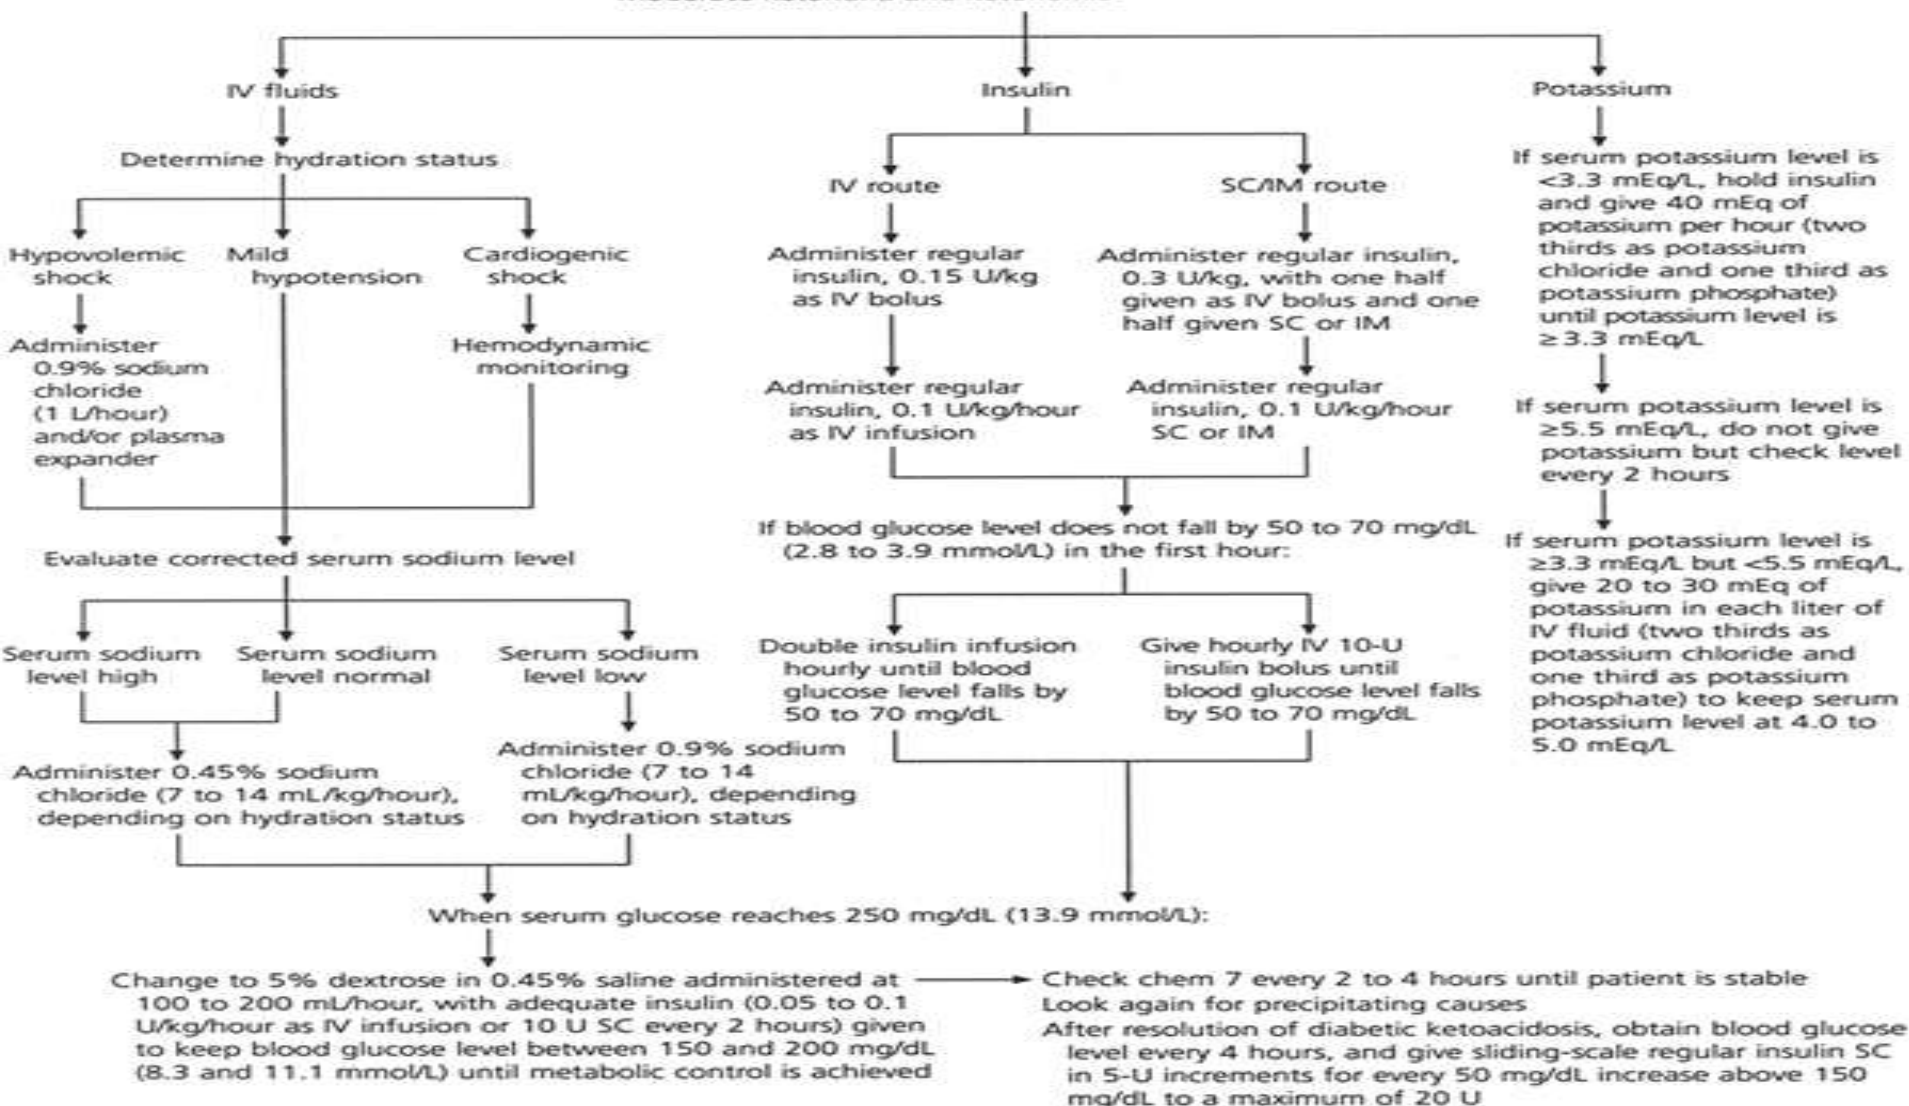 IV fluids
Insulin
Potassium
Determine hydration status
Hypovolemic
shock
Mild
hypotension
Cardiogenic
shock
Administer
0.9% sodium
chloride
(1 L/hour)
and/or plasma
expander
Hemodynamic
monitoring
Evaluate corrected serum sodium level
Serum sodium
level high
Serum sodium
level normal
Serum sodium
level low
Administer 0.45% sodium
chloride (7 to 14 mL/kg/hour),
depending on hydration status
Administer 0.9% sodium
chloride (7 to 14
mL/kg/hour), depending
on hydration status
IV route
SC/IM route
Administer regular
insulin, 0.15 U/kg
as IV bolus
Administer regular insulin,
0.3 U/kg, with one half
given as IV bolus and one
half given SC or IM
Administer regular
insulin, 0.1 U/kg/hour
as IV infusion
Administer regular
insulin, 0.1 U/kg/hour
SC or IM
If blood glucose level does not fall by 50 to 70 mg/dL
(2.8 to 3.9 mmol/L) in the first hour:
Double insulin infusion
hourly until blood
glucose level falls by
50 to 70 mg/dL
Give hourly IV 10-U
insulin bolus until
blood glucose level falls
by 50 to 70 mg/dL
If serum potassium level is
<3.3 mEq/L, hold insulin
and give 40 mEq of
potassium per hour (two
thirds as potassium
chloride and one third as
potassium phosphate)
until potassium level is
≥ 3.3 mEq/L
If serum potassium level is
≥5.5 mEq/L, do not give
potassium but check level
every 2 hours
If serum potassium level is
≥3.3 mEq/L but <5.5 mEq/L,
give 20 to 30 mEq of
potassium in each liter of
IV fluid (two thirds as
potassium chloride and
one third as potassium
phosphate) to keep serum
potassium level at 4.0 to
5.0 mEq/L
When serum glucose reaches 250 mg/dL (13.9 mmol/L):
Change to 5% dextrose in 0.45% saline administered at
100 to 200 mL/hour, with adequate insulin (0.05 to 0.1
U/kg/hour as IV infusion or 10 U SC every 2 hours) given
to keep blood glucose level between 150 and 200 mg/dL
(8.3 and 11.1 mmol/L) until metabolic control is achieved
Check chem 7 every 2 to 4 hours until patient is stable
Look again for precipitating causes
After resolution of diabetic ketoacidosis, obtain blood glucose
level every 4 hours, and give sliding-scale regular insulin SC
in 5-U increments for every 50 mg/dL increase above 150
mg/dL to a maximum of 20 U